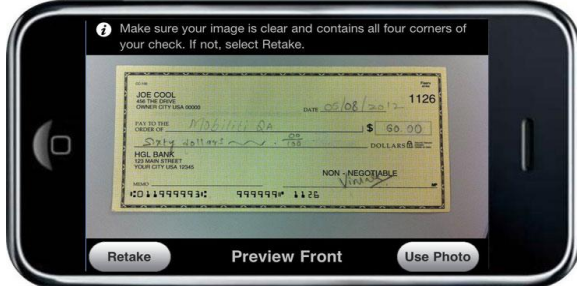 Make sure your image is clear and contains all four corners of
your check. If not, select Retake.
JOE COOL
456 THE DRIVE
OWNER CITY USA 00000
1126
DATE 05/08/2012
PAY TO THE
ORDER OF Mobiliti QA $ 60.00
Sixty dollars 00/100 DOLLARS
HGL BANK
123 MAIN STREET
YOUR CITY USA 12345
NON - NEGOTIABLE
MEMO
⑆011999993⑆ 999999⑈ 1126
Retake
Preview Front
Use Photo